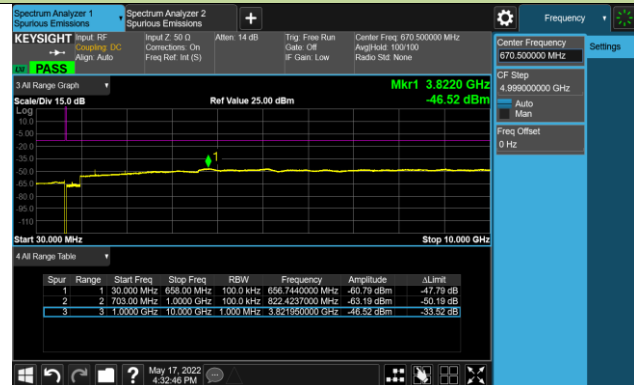 Spectrum Analyzer 1
Spurious Emissions
Spectrum Analyzer 2
Spurious Emissions
+
Frequency
KEYSIGHT
Input: RF
Coupling: DC
Align: Auto
Input Z: 50 Ω
Corrections: On
Freq Ref: Int (S)
Atten: 14 dB
Trig: Free Run
Gate: Off
IF Gain: Low
Center Freq: 670.500000 MHz
Avg|Hold: 100/100
Radio Std: None
PASS
Center Frequency
670.500000 MHz
Settings
CF Step
4.999000000 GHz
Auto
Man
Freq Offset
0 Hz
3 All Range Graph
Mkr1 3.8220 GHz
-46.52 dBm
Scale/Div 15.0 dB
Ref Value 25.00 dBm
Log
10.0
-5.00
-20.0
-35.0
-50.0
-65.0
-80.0
-95.0
-110
1
Start 30.000 MHz
Stop 10.000 GHz
4 All Range Table
Spur Range Start Freq Stop Freq RBW Frequency Amplitude ΔLimit
1 1 30.000 MHz 658.00 MHz 100.0 kHz 656.7440000 MHz -60.79 dBm -47.79 dB
2 2 703.00 MHz 1.0000 GHz 100.0 kHz 822.4237000 MHz -63.19 dBm -50.19 dB
3 3 1.0000 GHz 10.000 GHz 1.000 MHz 3.821950000 GHz -46.52 dBm -33.52 dB
?
May 17, 2022
4:32:46 PM